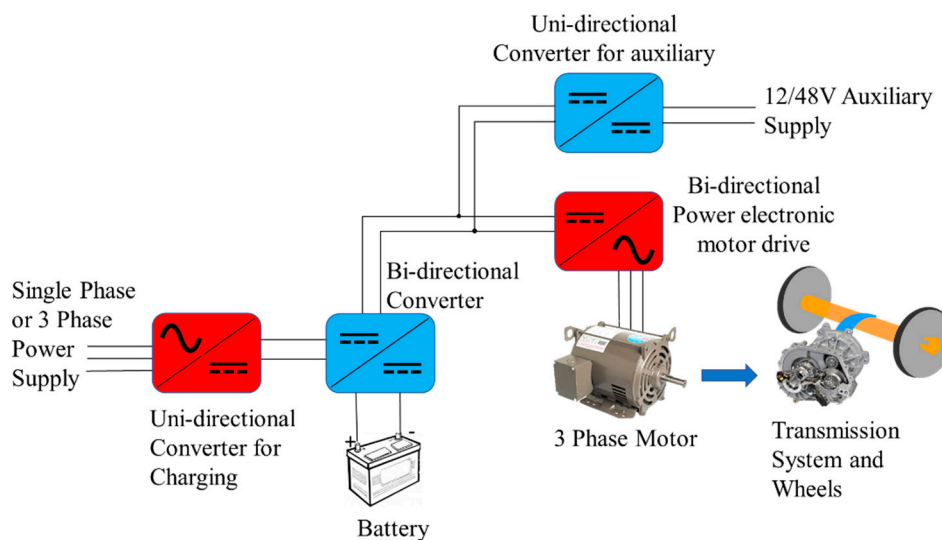 Uni-directional
Converter for auxiliary
12/48V Auxiliary
Supply
Bi-directional
Power electronic
motor drive
Bi-directional
Converter
Single Phase
or 3 Phase
Power
Supply
Uni-directional
Converter for
Charging
+ -
Battery
3 Phase Motor
Transmission
System and
Wheels